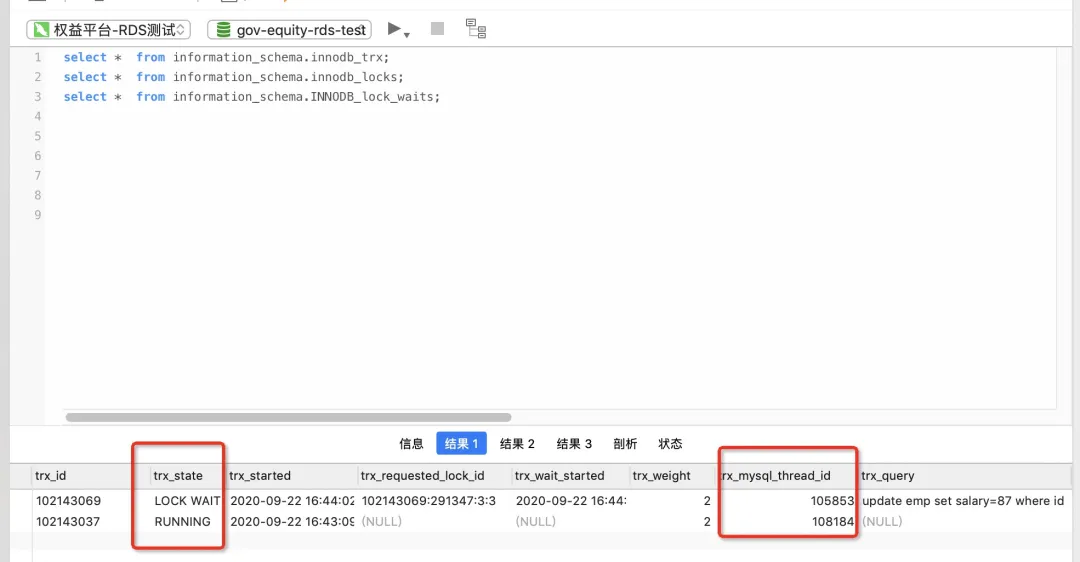 权益平台-RDS测试 gov-equity-rds-test
1 select * from information_schema.innodb_trx;
2 select * from information_schema.innodb_locks;
3 select * from information_schema.INNODB_lock_waits;
4
5
6
7
8
9
信息 结果 1 结果 2 结果 3 剖析 状态
trx_id trx_state trx_started trx_requested_lock_id trx_wait_started trx_weight trx_mysql_thread_id trx_query
102143069 LOCK WAIT 2020-09-22 16:44:02 102143069:291347:3:3 2020-09-22 16:44: 2 105853 update emp set salary=87 where id
102143037 RUNNING 2020-09-22 16:43:09 (NULL) (NULL) 2 108184 (NULL)